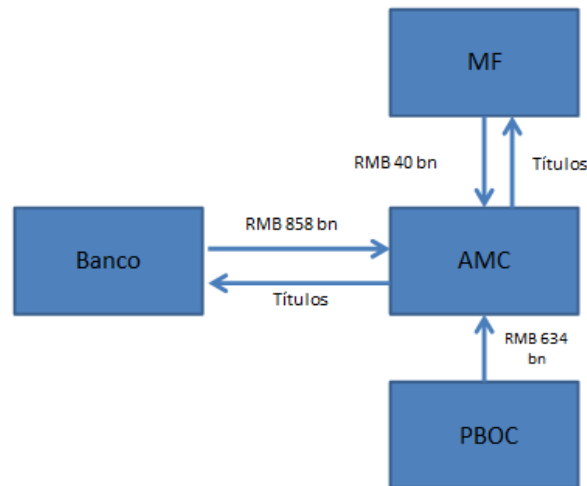 MF
RMB 40 bn
Títulos
RMB 858 bn
Banco
AMC
Títulos
RMB 634
bn
PBOC